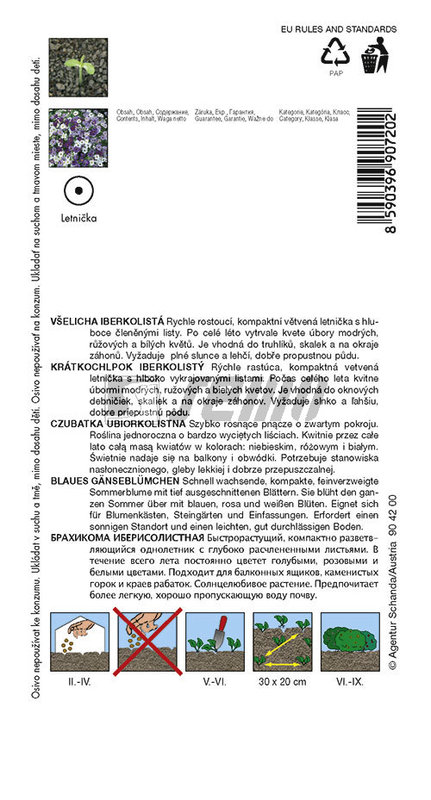 EU RULES AND STANDARDS
PAP
Obsah, Obsah, Содержание,
Contents, Inhalt, Waga netto
Záruka, Exp., Гарантия,
Guarantee, Garantie, Ważne do
Kategorie, Kategória, Класс,
Category, Klasse, Klasa
8 590396 907202
Letnička
Osivo nepoužívat ke konzumu. Ukládat v suchu a tmě, mimo dosahu dětí. Osivo nepoužívať na konzum. Ukladať na suchom a tmavom mieste, mimo dosahu detí.
VŠELICHA IBERKOLISTÁ Rychle rostoucí, kompaktní větvená letnička s hlu-
boce členěnými listy. Po celé léto vytrvale kvete úbory modrých,
růžových a bílých květů. Je vhodná do truhlíků, skalek a na okraje
záhonů. Vyžaduje plné slunce a lehčí, dobře propustnou půdu.
KRÁTKOCHLPOK IBERKOLISTÝ Rýchle rastúca, kompaktná vetvená
letnička s hlboko vykrajovanými listami. Počas celého leta kvitne
úbormi modrých, ružových a bielych kvetov. Je vhodná do oknových
debničiek, skaliek a na okraje záhonov. Vyžaduje slnko a ľahšiu,
dobre priepustnú pôdu.
CZUBATKA UBIORKOLISTNA Szybko rosnące pnącze o zwartym pokroju.
Roślina jednoroczna o bardzo wyciętych liściach. Kwitnie przez całe
lato całą masą kwiatów w kolorach: niebieskim, różowym i białym.
Świetnie nadaje się na balkony i obwódki. Potrzebuje stanowiska
nasłonecznionego, gleby lekkiej i dobrze przepuszczalnej.
BLAUES GÄNSEBLÜMCHEN Schnell wachsende, kompakte, feinverzweigte
Sommerblume mit tief ausgeschnittenen Blättern. Sie blüht den gan-
zen Sommer über mit blauen, rosa und weißen Blüten. Eignet sich
für Blumenkästen, Steingärten und Einfassungen. Erfordert einen
sonnigen Standort und einen leichten, gut durchlässigen Boden.
БРАХИКОМА ИБЕРИСОЛИСТНАЯ Быстрорастущий, компактно разветв-
ляющийся однолетник с глубоко расчлененными листьями. В
течение всего лета постоянно цветет голубыми, розовыми и
белыми цветами. Подходит для балконных ящиков, каменистых
горок и краев рабаток. Солнцелюбивое растение. Предпочитает
более легкую, хорошо пропускающую воду почву.
© Agentur Schanda/Austria 90 42 00
II.-IV.
V.-VI.
30 x 20 cm
VI.-IX.